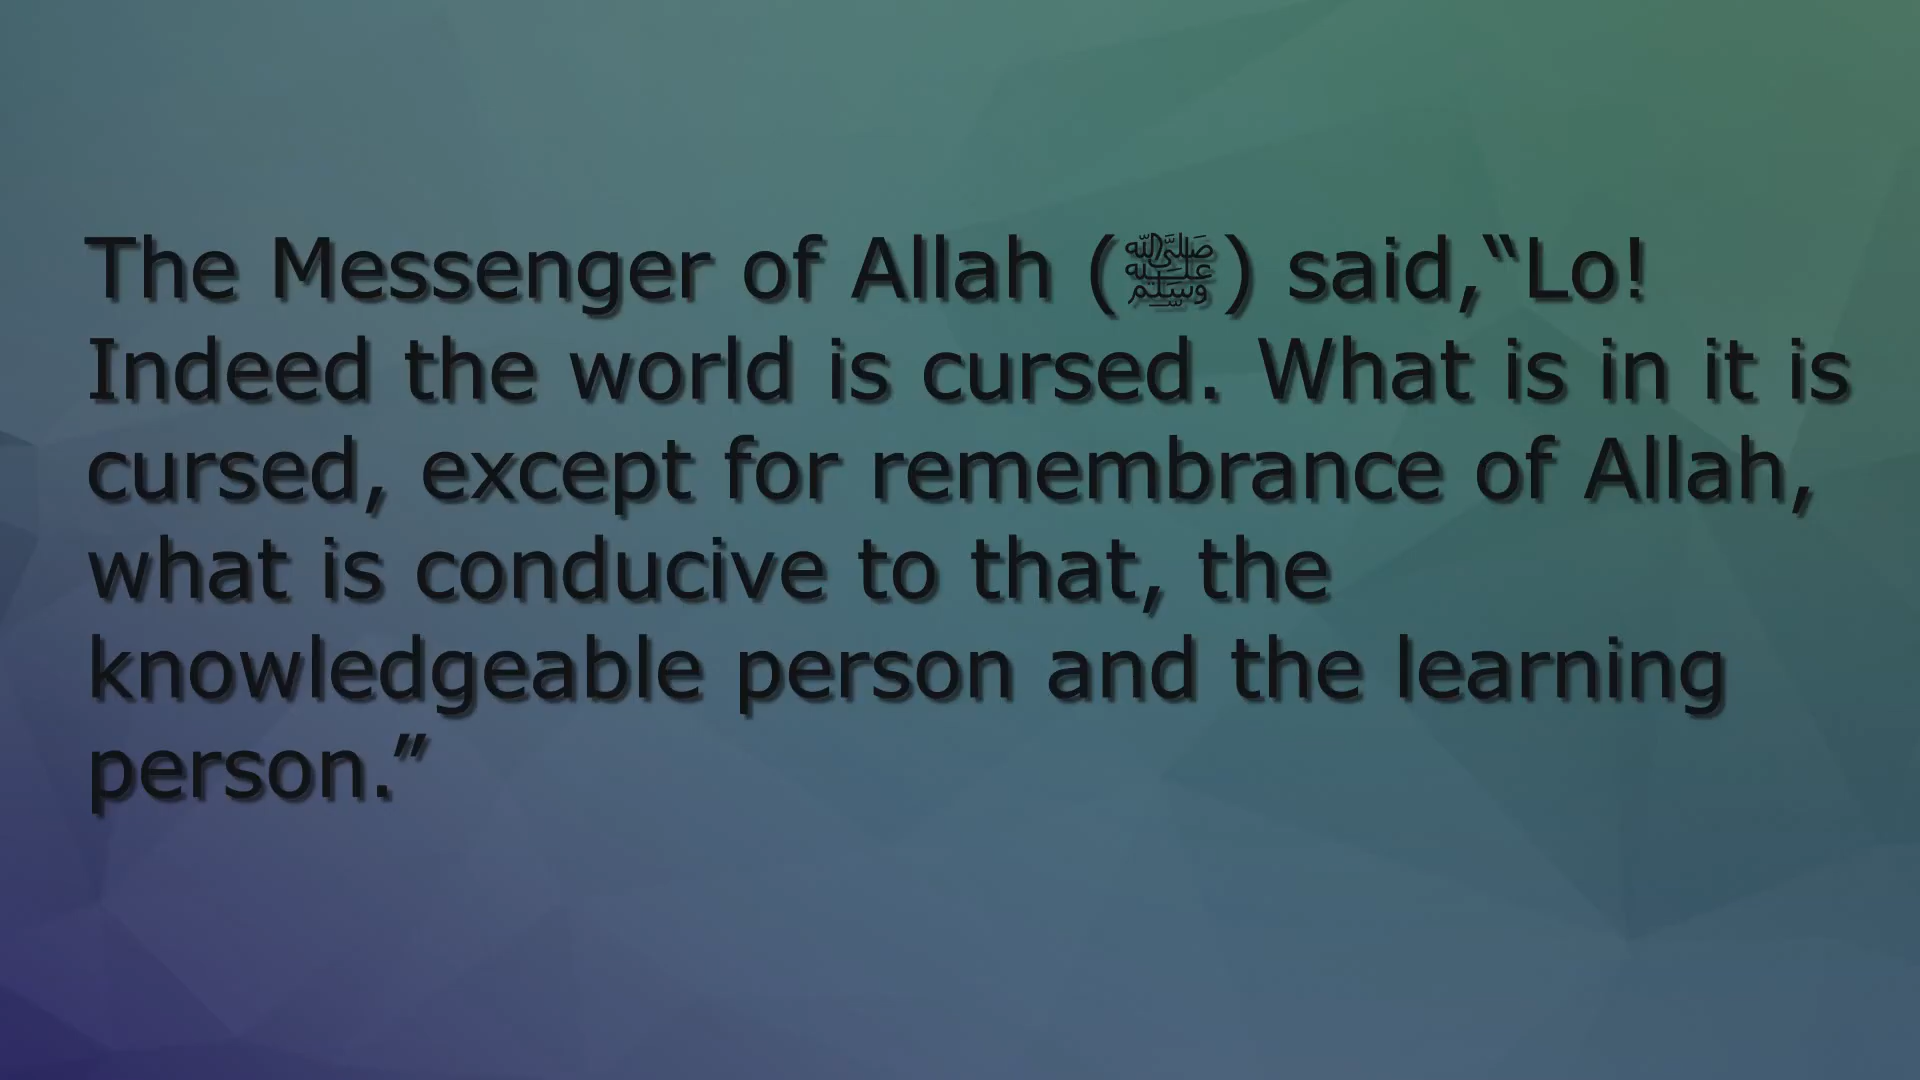 The Messenger of Allah (ﷺ) said,“Lo!
Indeed the world is cursed. What is in it is
cursed, except for remembrance of Allah,
what is conducive to that, the
knowledgeable person and the learning
person.”